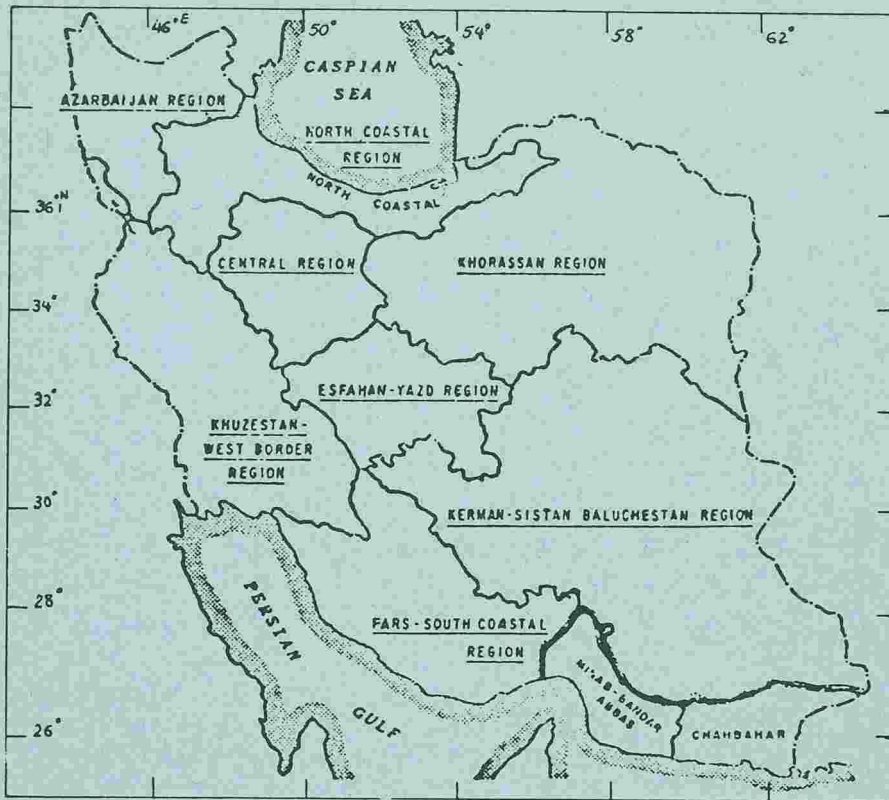 46°E
50°
54°
58°
62°
CASPIAN
SEA
AZARBAIJAN REGION
NORTH COASTAL
REGION
NORTH
COASTAL
36°N
CENTRAL REGION
KHORASSAN REGION
34°
ESFAHAN-YAZD REGION
32°
KHUZESTAN-
WEST BORDER
REGION
30°
KERMAN-SISTAN BALUCHESTAN REGION
PERSIAN
GULF
28°
FARS-SOUTH COASTAL
REGION
MINAB-BANDAR
ABBAS
26°
CHAHBAHAR